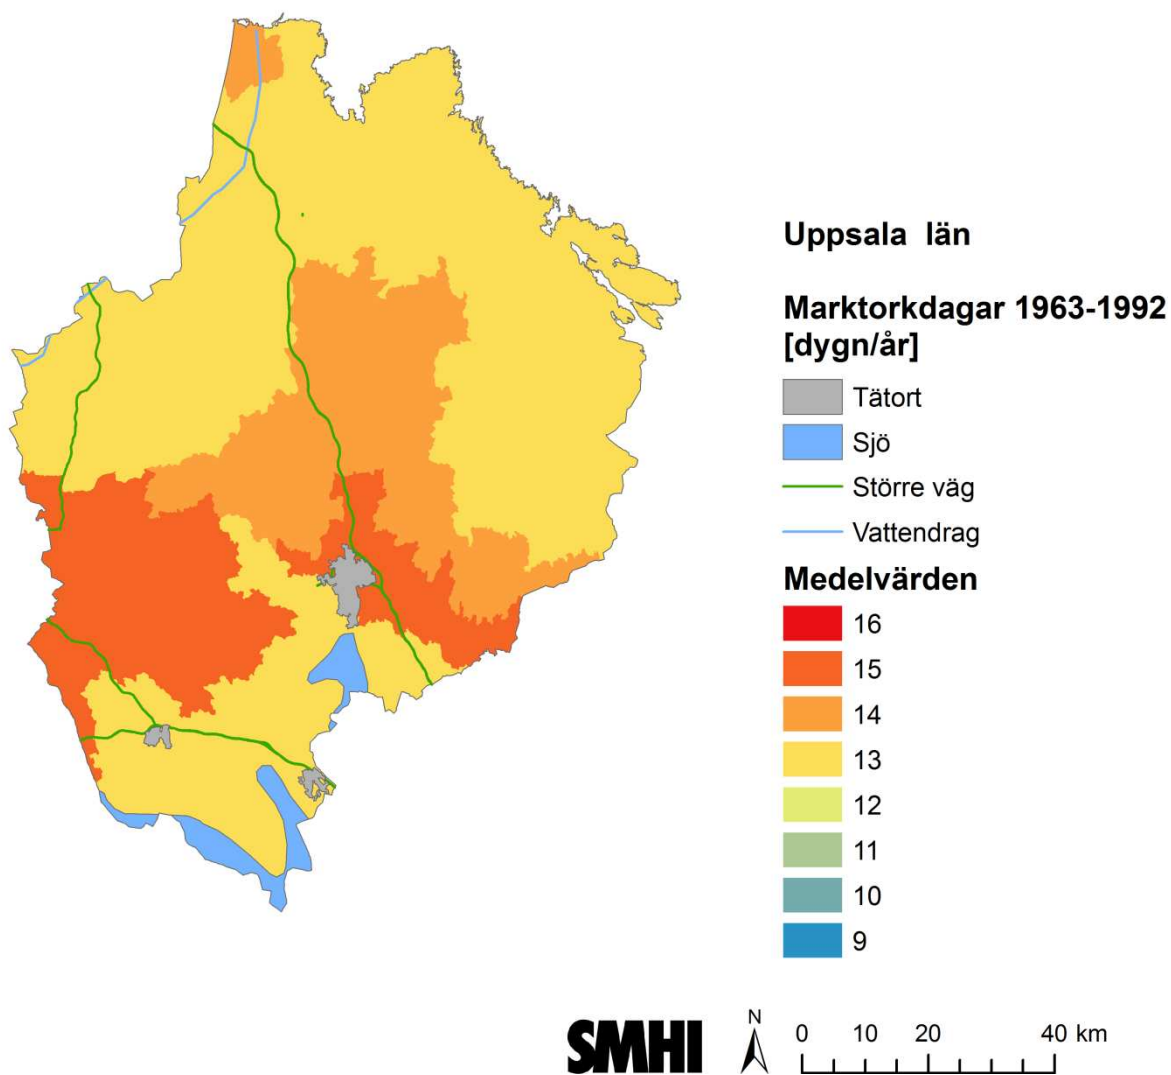 Uppsala län
Marktorkdagar 1963-1992
[dygn/år]
Tätort
Sjö
Större väg
Vattendrag
Medelvärden
16
15
14
13
12
11
10
9
SMHI
N
0 10 20 40 km